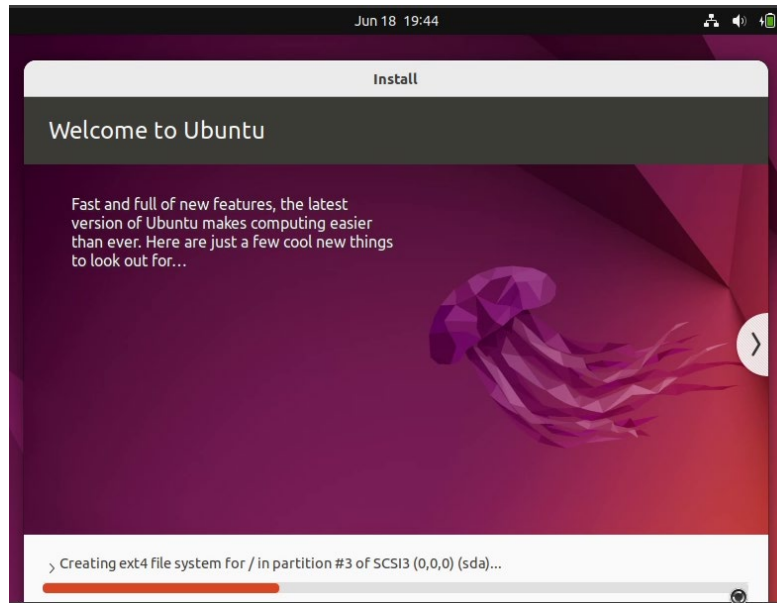 Jun 18 19:44
Install
Welcome to Ubuntu
Fast and full of new features, the latest
version of Ubuntu makes computing easier
than ever. Here are just a few cool new things
to look out for...
Creating ext4 file system for / in partition #3 of SCSI3 (0,0,0) (sda)...